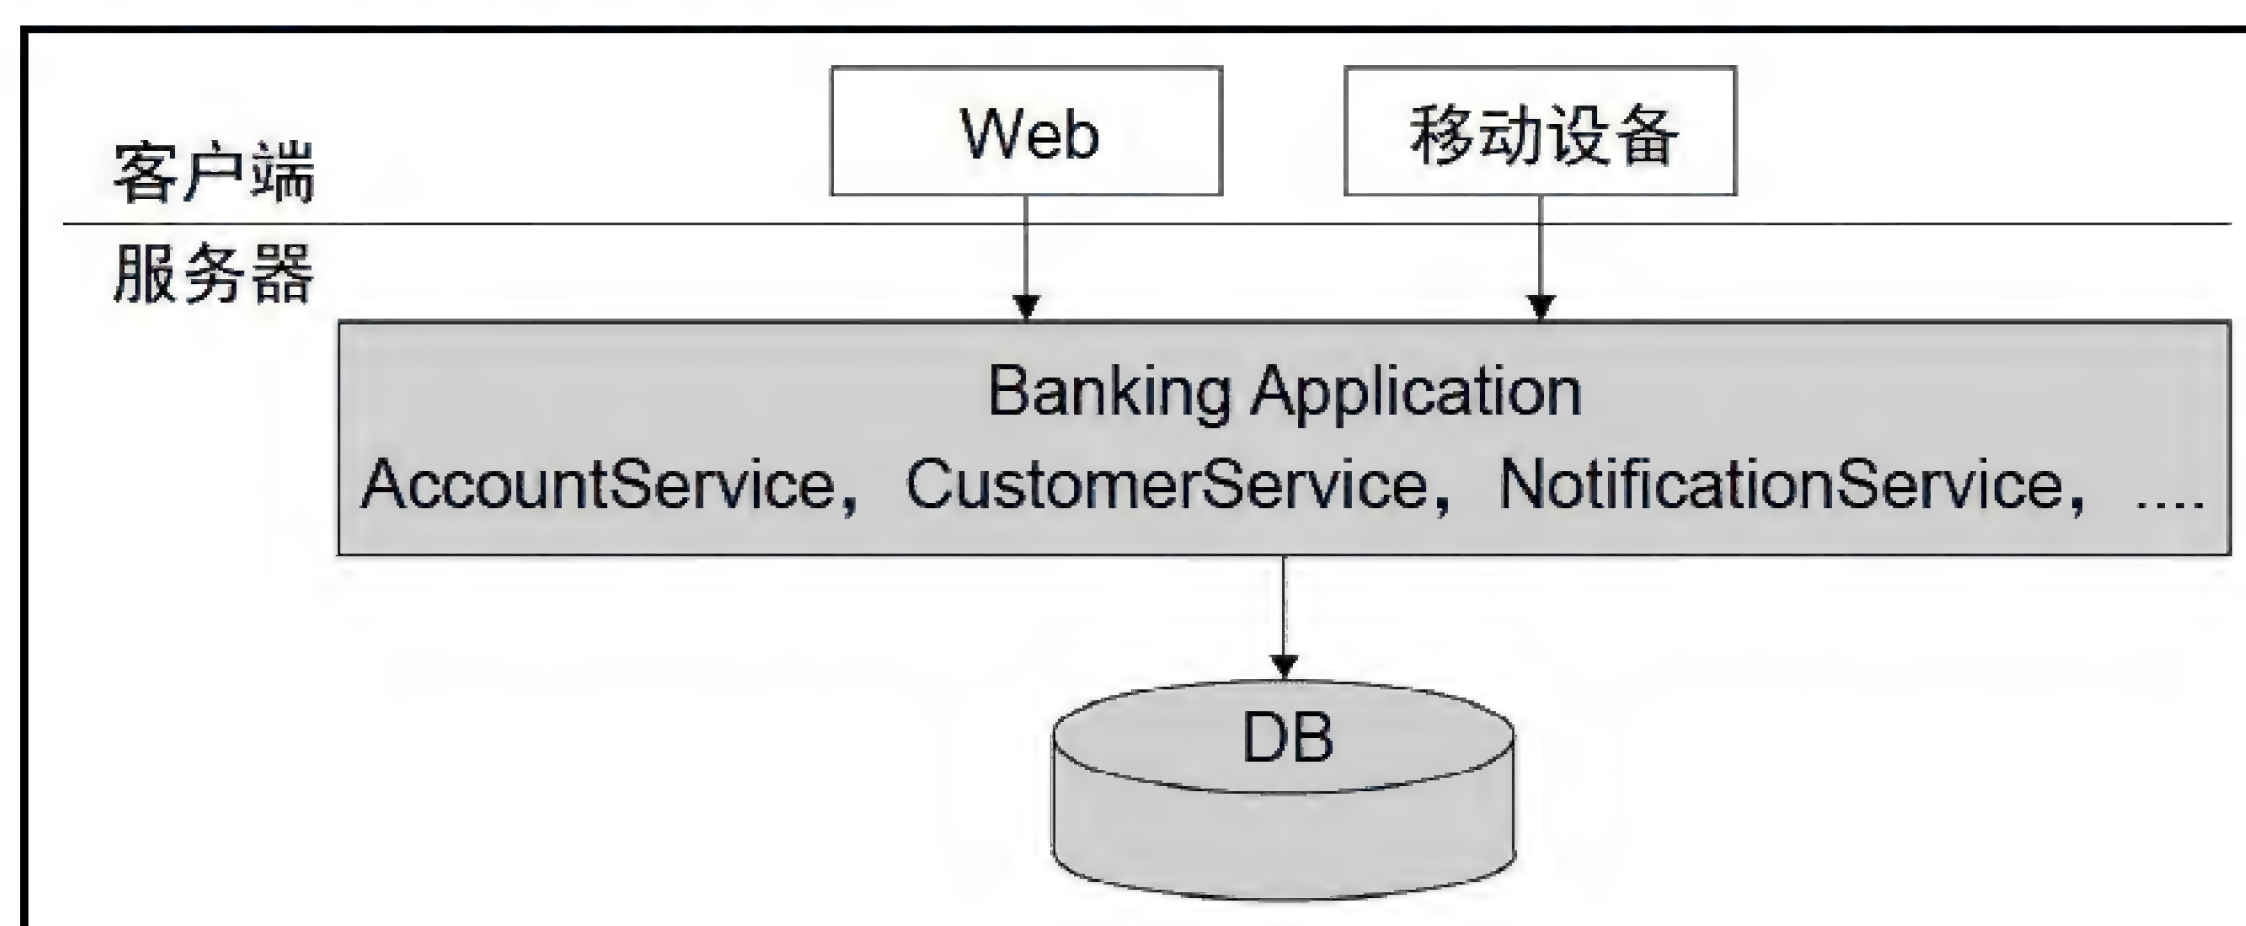 Web
移动设备
客户端
服务器
Banking Application
AccountService，CustomerService，NotificationService，....
DB